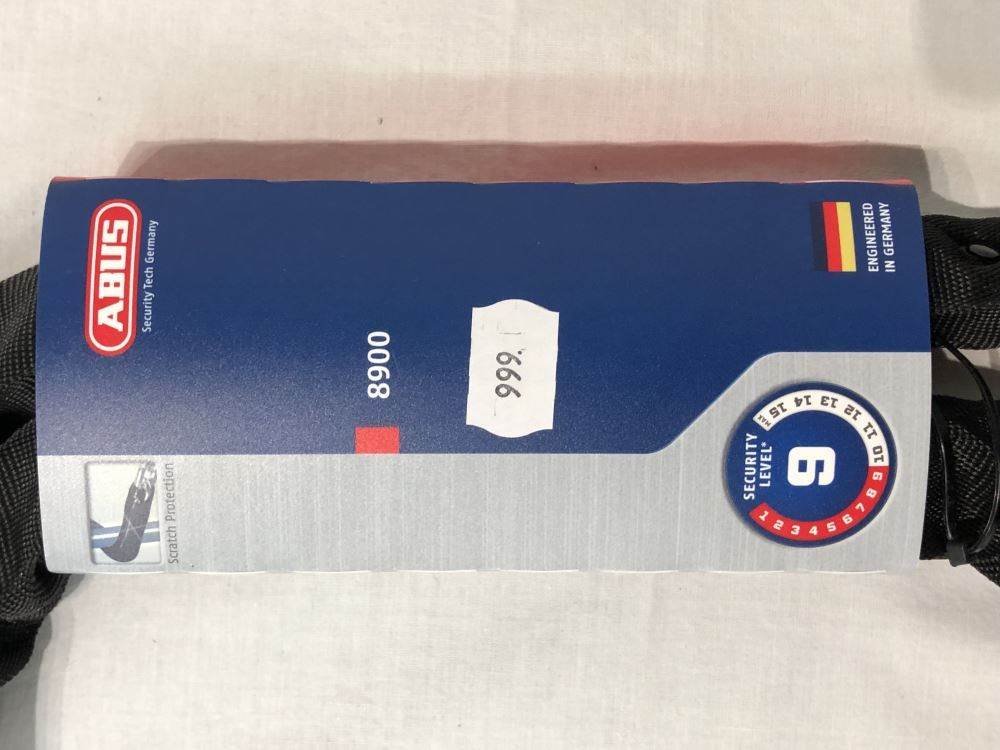 ABUS
Security Tech Germany
ENGINEERED
IN GERMANY
8900
999.
SECURITY
LEVEL*
9
1 2 3 4 5 6 7 8 9 10 11 12 13 14 15
MAX
Scratch Protection